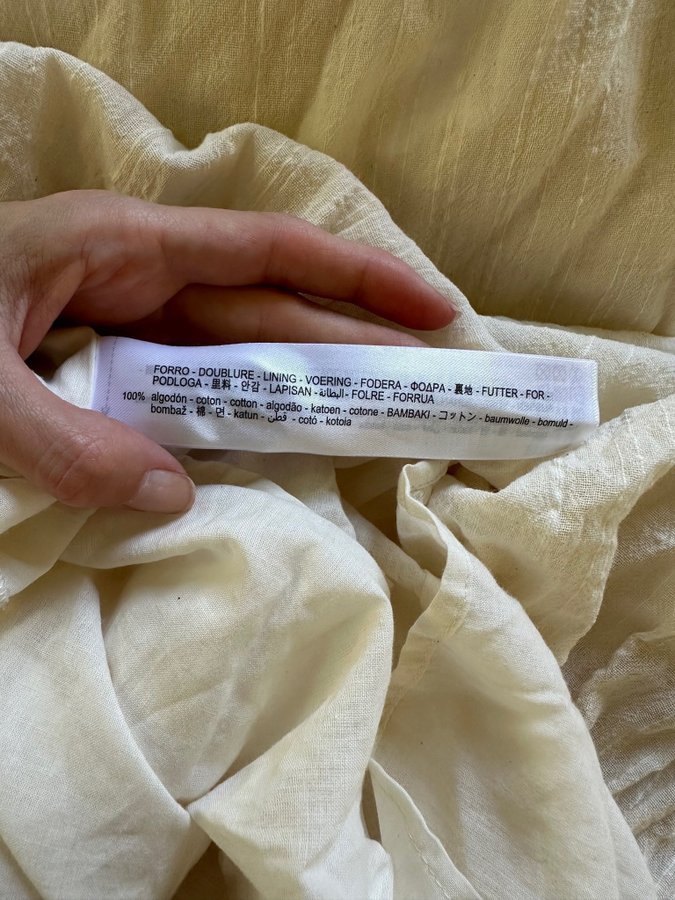 FORRO - DOUBLURE - LINING - VOERING - FODERA - ΦΟΔΡΑ - 裏地 - FUTTER - FOR -
PODLOGA - 里料 - 안감 - LAPISAN - البطانة - FOLRE - FORRUA
100% algodón - coton - cotton - algodão - katoen - cotone - BAMBAKI - コットン - baumwolle - bomuld -
bombaž - 棉 - 면 - katun - قطن - cotó - kotoia